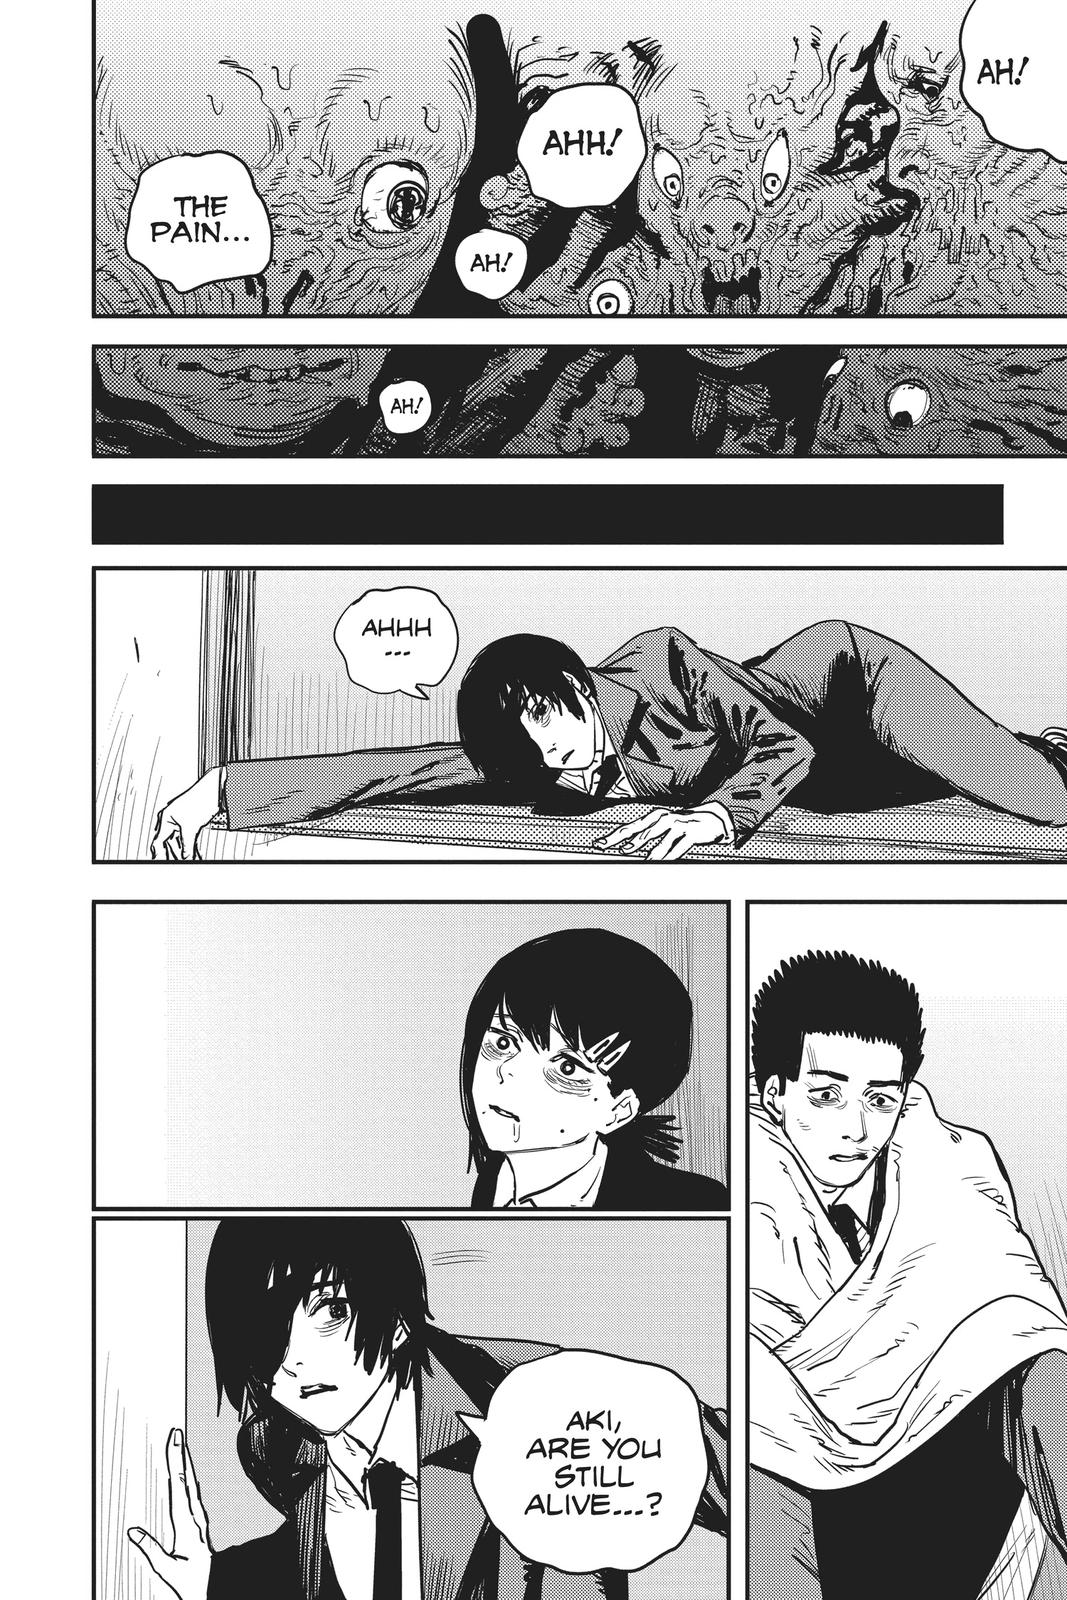 AH!
AHH!
AH!
THE
PAIN...
AH!
AHHH
...
AKI,
ARE YOU
STILL
ALIVE...?